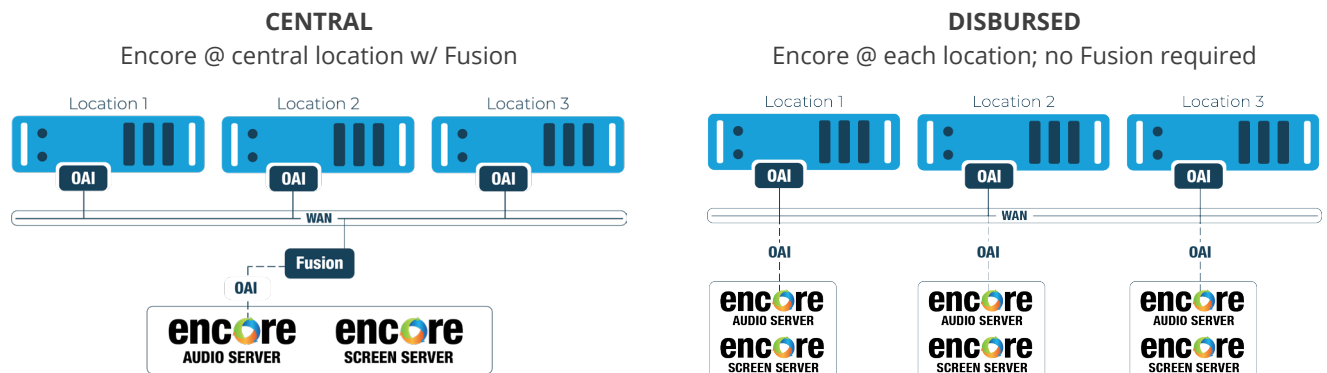 CENTRAL
Encore @ central location w/ Fusion
Location 1
Location 2
Location 3
OAI
OAI
OAI
WAN
Fusion
OAI
encore
AUDIO SERVER
encore
SCREEN SERVER
DISBURSED
Encore @ each location; no Fusion required
Location 1
Location 2
Location 3
OAI
OAI
OAI
WAN
OAI
OAI
OAI
encore
AUDIO SERVER
encore
SCREEN SERVER
encore
AUDIO SERVER
encore
SCREEN SERVER
encore
AUDIO SERVER
encore
SCREEN SERVER